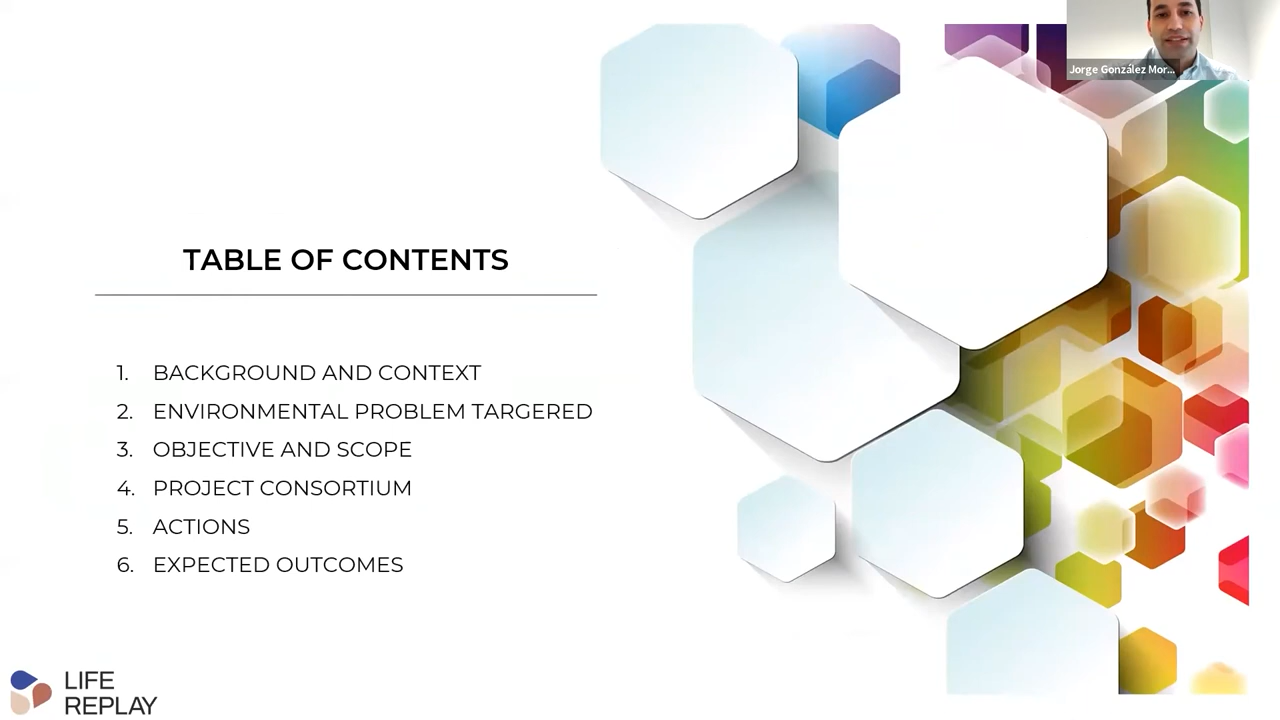 Jorge González Mor...
TABLE OF CONTENTS
1. BACKGROUND AND CONTEXT
2. ENVIRONMENTAL PROBLEM TARGERED
3. OBJECTIVE AND SCOPE
4. PROJECT CONSORTIUM
5. ACTIONS
6. EXPECTED OUTCOMES
LIFE
REPLAY